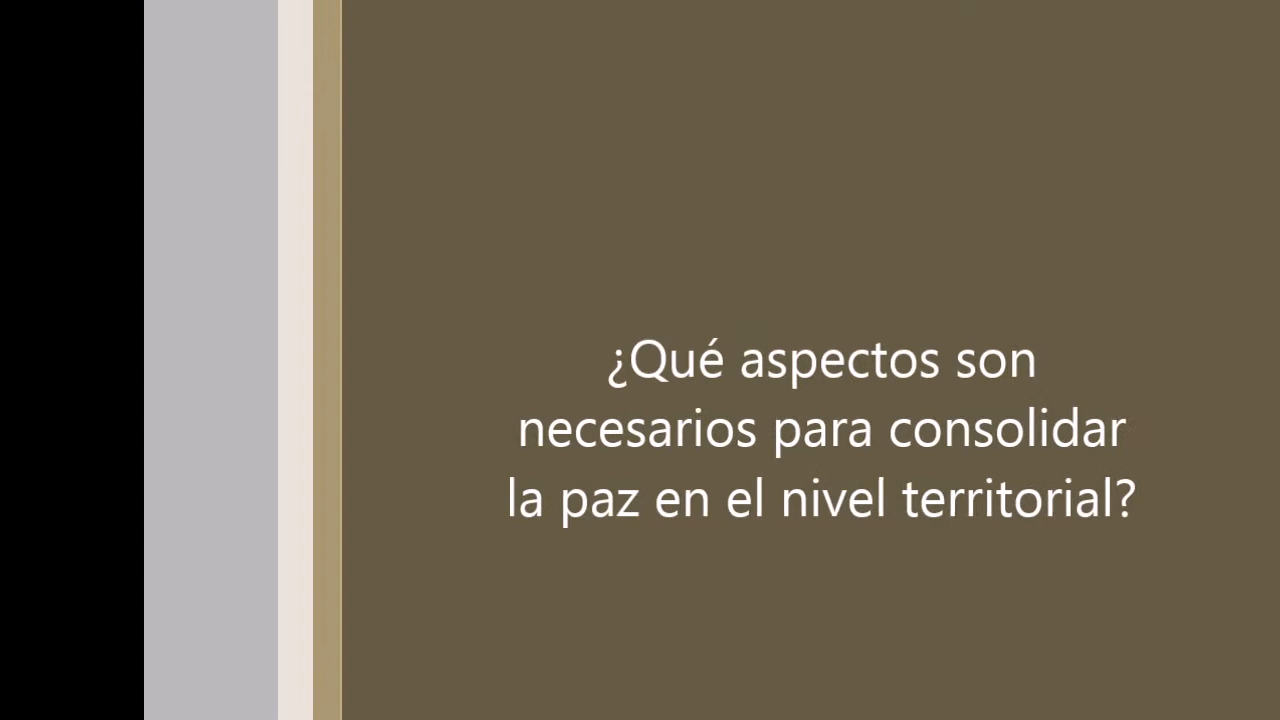 ¿Qué aspectos son
necesarios para consolidar
la paz en el nivel territorial?